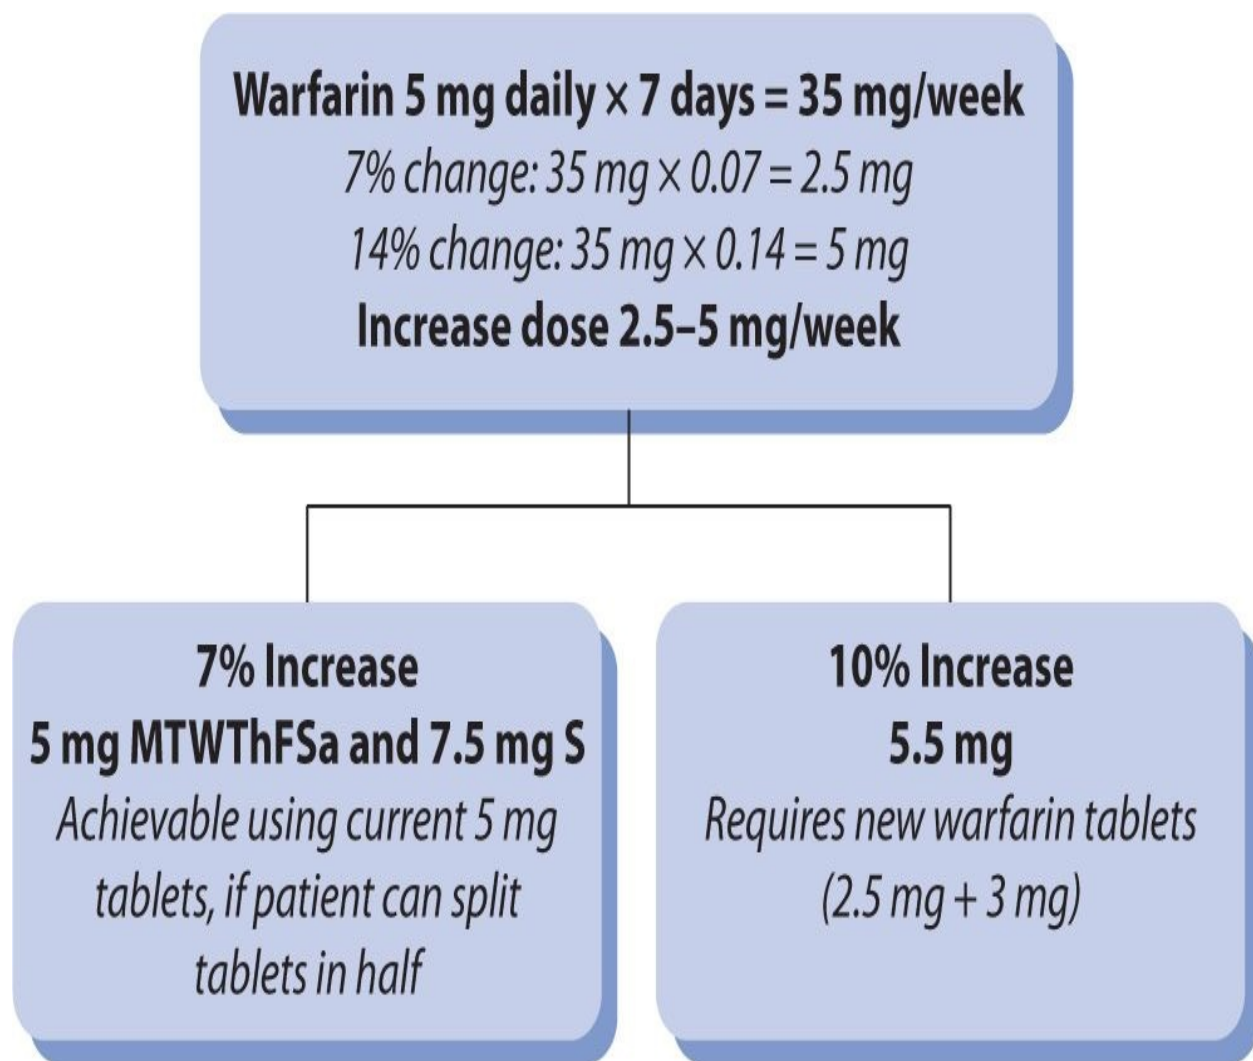 Warfarin 5 mg daily × 7 days = 35 mg/week
7% change: 35 mg × 0.07 = 2.5 mg
14% change: 35 mg × 0.14 = 5 mg
Increase dose 2.5–5 mg/week
7% Increase
5 mg MTWThFSa and 7.5 mg S
Achievable using current 5 mg
tablets, if patient can split
tablets in half
10% Increase
5.5 mg
Requires new warfarin tablets
(2.5 mg + 3 mg)